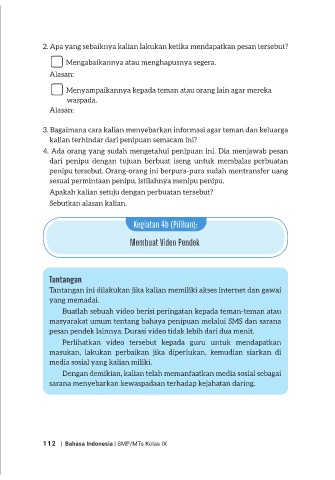 2. Apa yang sebaiknya kalian lakukan ketika mendapatkan pesan tersebut?
Mengabaikannya atau menghapusnya segera.
Alasan:
Menyampaikannya kepada teman atau orang lain agar mereka
waspada.
Alasan:
3. Bagaimana cara kalian menyebarkan informasi agar teman dan keluarga
kalian terhindar dari penipuan semacam ini?
4. Ada orang yang sudah mengetahui penipuan ini. Dia menjawab pesan
dari penipu dengan tujuan berbuat iseng untuk membalas perbuatan
penipu tersebut. Orang-orang ini berpura-pura sudah mentransfer uang
sesuai permintaan penipu, istilahnya menipu penipu.
Apakah kalian setuju dengan perbuatan tersebut?
Sebutkan alasan kalian.
Kegiatan 4b (Pilihan):
Membuat Video Pendek
Tantangan
Tantangan ini dilakukan jika kalian memiliki akses internet dan gawai
yang memadai.
Buatlah sebuah video berisi peringatan kepada teman-teman atau
masyarakat umum tentang bahaya penipuan melalui SMS dan sarana
pesan pendek lainnya. Durasi video tidak lebih dari dua menit.
Perlihatkan video tersebut kepada guru untuk mendapatkan
masukan, lakukan perbaikan jika diperlukan, kemudian siarkan di
media sosial yang kalian miliki.
Dengan demikian, kalian telah memanfaatkan media sosial sebagai
sarana menyebarkan kewaspadaan terhadap kejahatan daring.
112 | Bahasa Indonesia | SMP/MTs Kelas IX